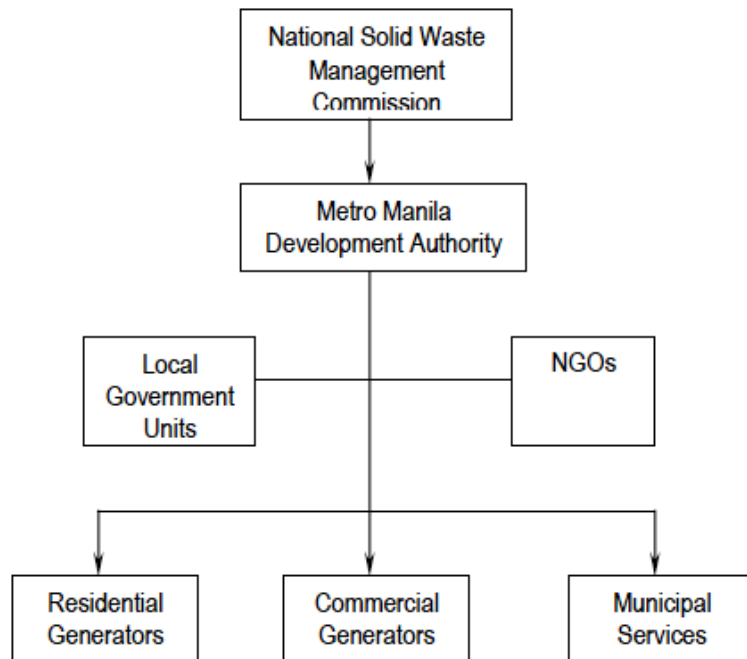 National Solid Waste
Management
Commission
Metro Manila
Development Authority
Local
Government
Units
NGOs
Residential
Generators
Commercial
Generators
Municipal
Services